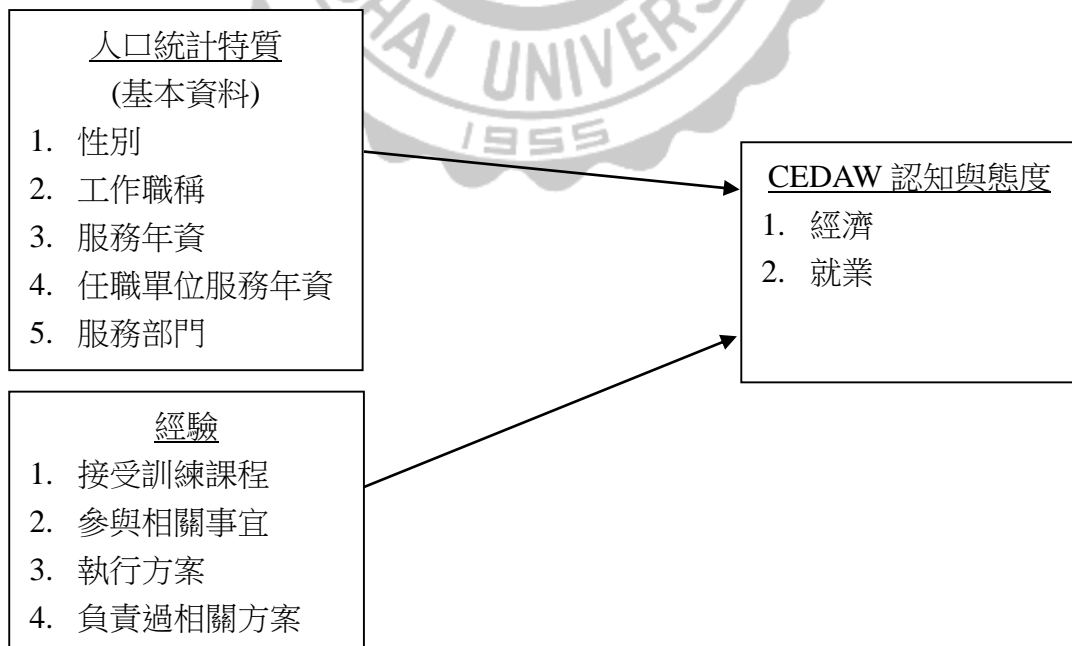 HAI UNIVER
1955
人口統計特質
(基本資料)
1. 性別
2. 工作職稱
3. 服務年資
4. 任職單位服務年資
5. 服務部門
CEDAW 認知與態度
1. 經濟
2. 就業
經驗
1. 接受訓練課程
2. 參與相關事宜
3. 執行方案
4. 負責過相關方案